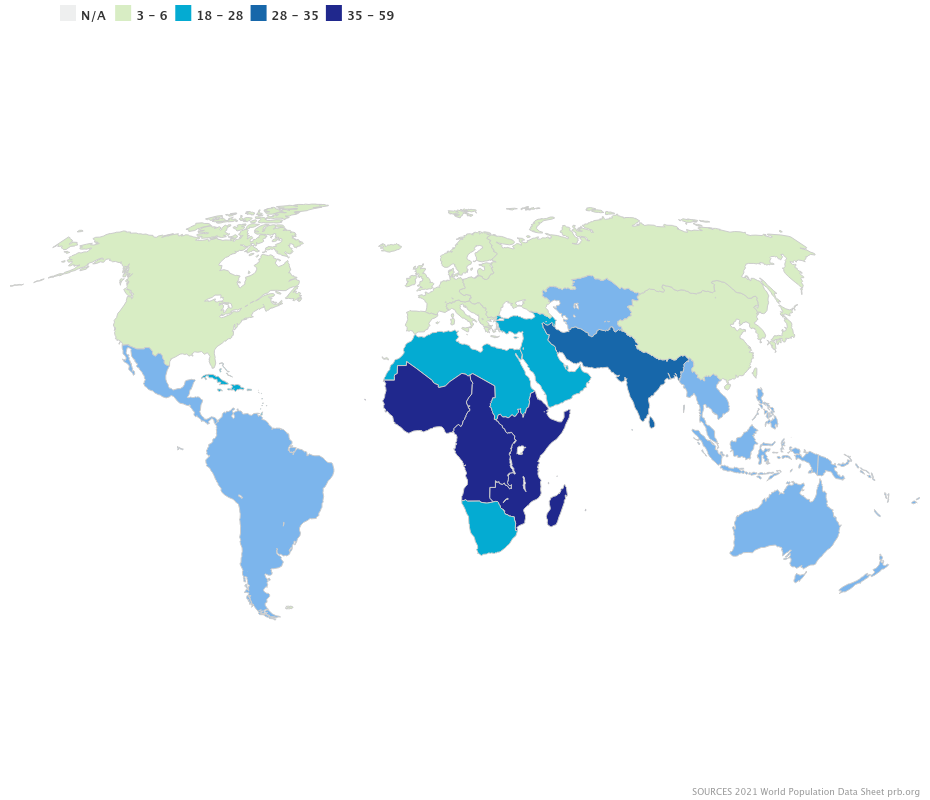 N/A 3 – 6 18 – 28 28 – 35 35 – 59
SOURCES 2021 World Population Data Sheet prb.org